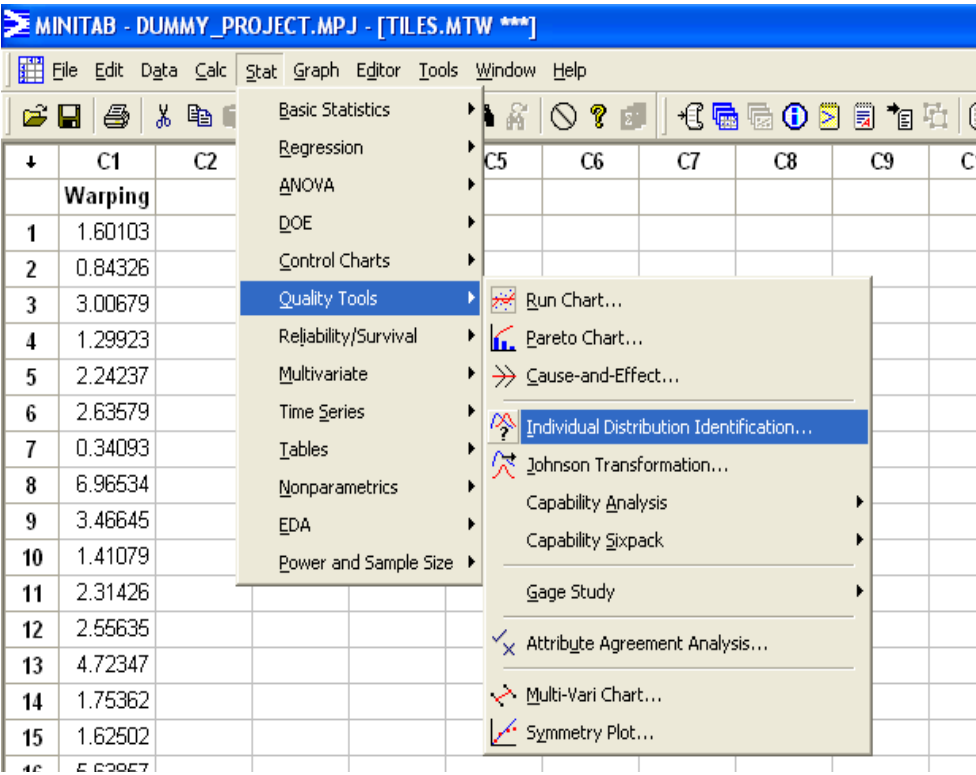 MINITAB - DUMMY_PROJECT.MPJ - [TILES.MTW ***]
File Edit Data Calc Stat Graph Editor Tools Window Help
C1 C2 C5 C6 C7 C8 C9 C
Warping
1 1.60103
2 0.84326
3 3.00679
4 1.29923
5 2.24237
6 2.63579
7 0.34093
8 6.96534
9 3.46645
10 1.41079
11 2.31426
12 2.55635
13 4.72347
14 1.75362
15 1.62502
16 5.63857
Basic Statistics
Regression
ANOVA
DOE
Control Charts
Quality Tools
Reliability/Survival
Multivariate
Time Series
Tables
Nonparametrics
EDA
Power and Sample Size
Run Chart...
Pareto Chart...
Cause-and-Effect...
Individual Distribution Identification...
Johnson Transformation...
Capability Analysis
Capability Sixpack
Gage Study
Attribute Agreement Analysis...
Multi-Vari Chart...
Symmetry Plot...